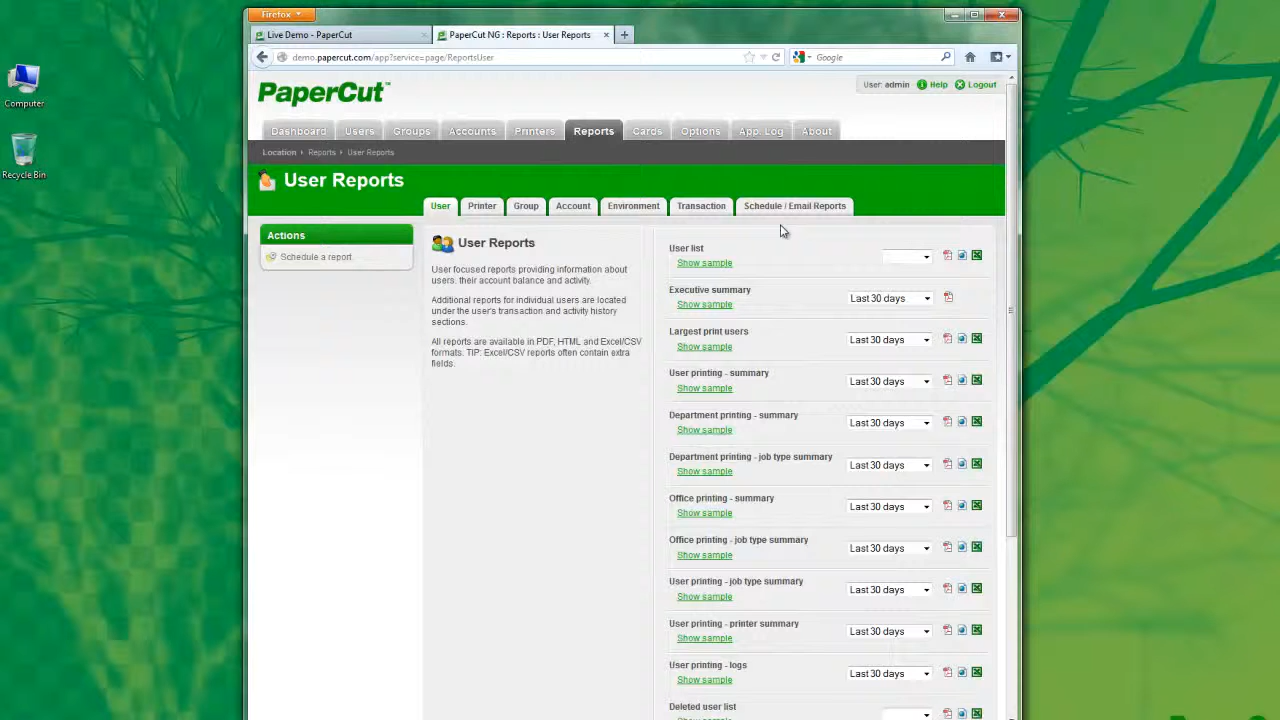 Firefox
Live Demo - PaperCut
PaperCut NG : Reports : User Reports
demo.papercut.com/app?service=page/ReportsUser
Google
Computer
Recycle Bin
PaperCut™
User: admin Help Logout
Dashboard Users Groups Accounts Printers Reports Cards Options App. Log About
Location Reports User Reports
User Reports
User Printer Group Account Environment Transaction Schedule / Email Reports
Actions
Schedule a report
User Reports
User focused reports providing information about
users: their account balance and activity.
Additional reports for individual users are located
under the user's transaction and activity history
sections.
All reports are available in PDF, HTML and Excel/CSV
formats. TIP: Excel/CSV reports often contain extra
fields.
User list
Show sample
Executive summary
Show sample
Last 30 days
Largest print users
Show sample
Last 30 days
User printing - summary
Show sample
Last 30 days
Department printing - summary
Show sample
Last 30 days
Department printing - job type summary
Show sample
Last 30 days
Office printing - summary
Show sample
Last 30 days
Office printing - job type summary
Show sample
Last 30 days
User printing - job type summary
Show sample
Last 30 days
User printing - printer summary
Show sample
Last 30 days
User printing - logs
Show sample
Last 30 days
Deleted user list